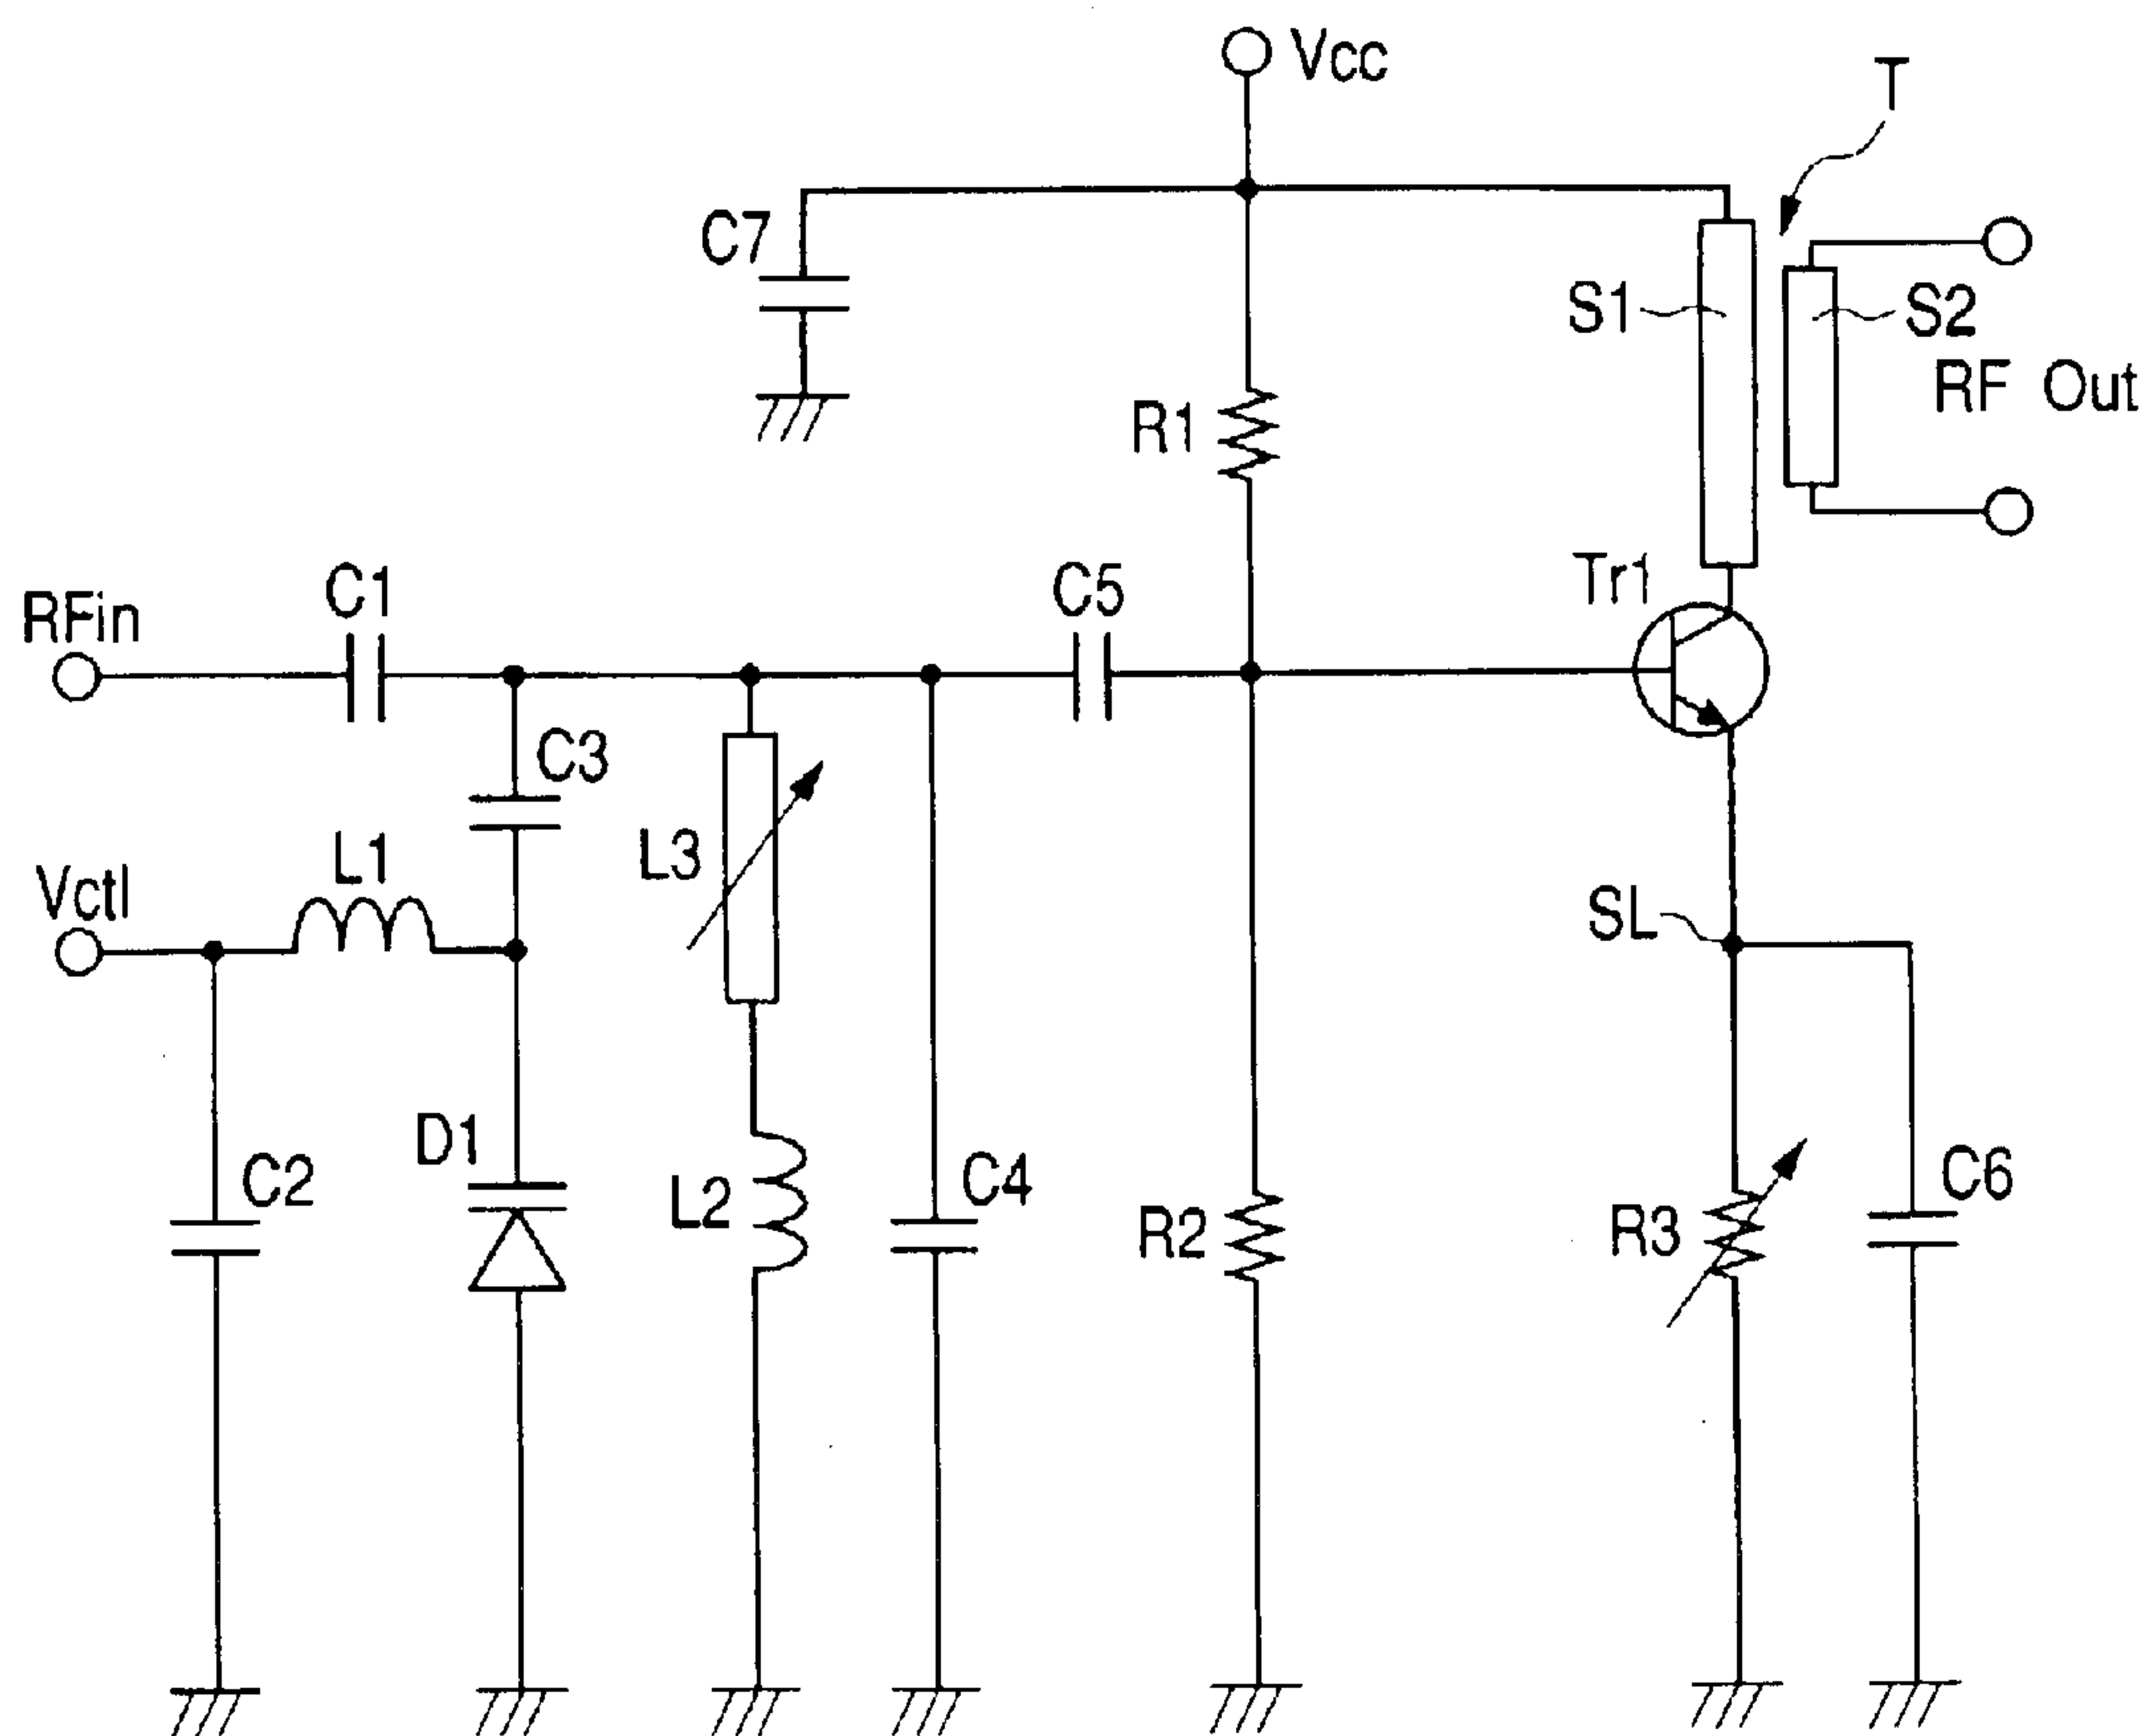 Vcc
T
C7
S1
S2
RF Out
R1
Tr1
C1
C5
RFin
C3
L1
L3
Vctl
SL
D1
C2
L2
C4
R2
R3
C6